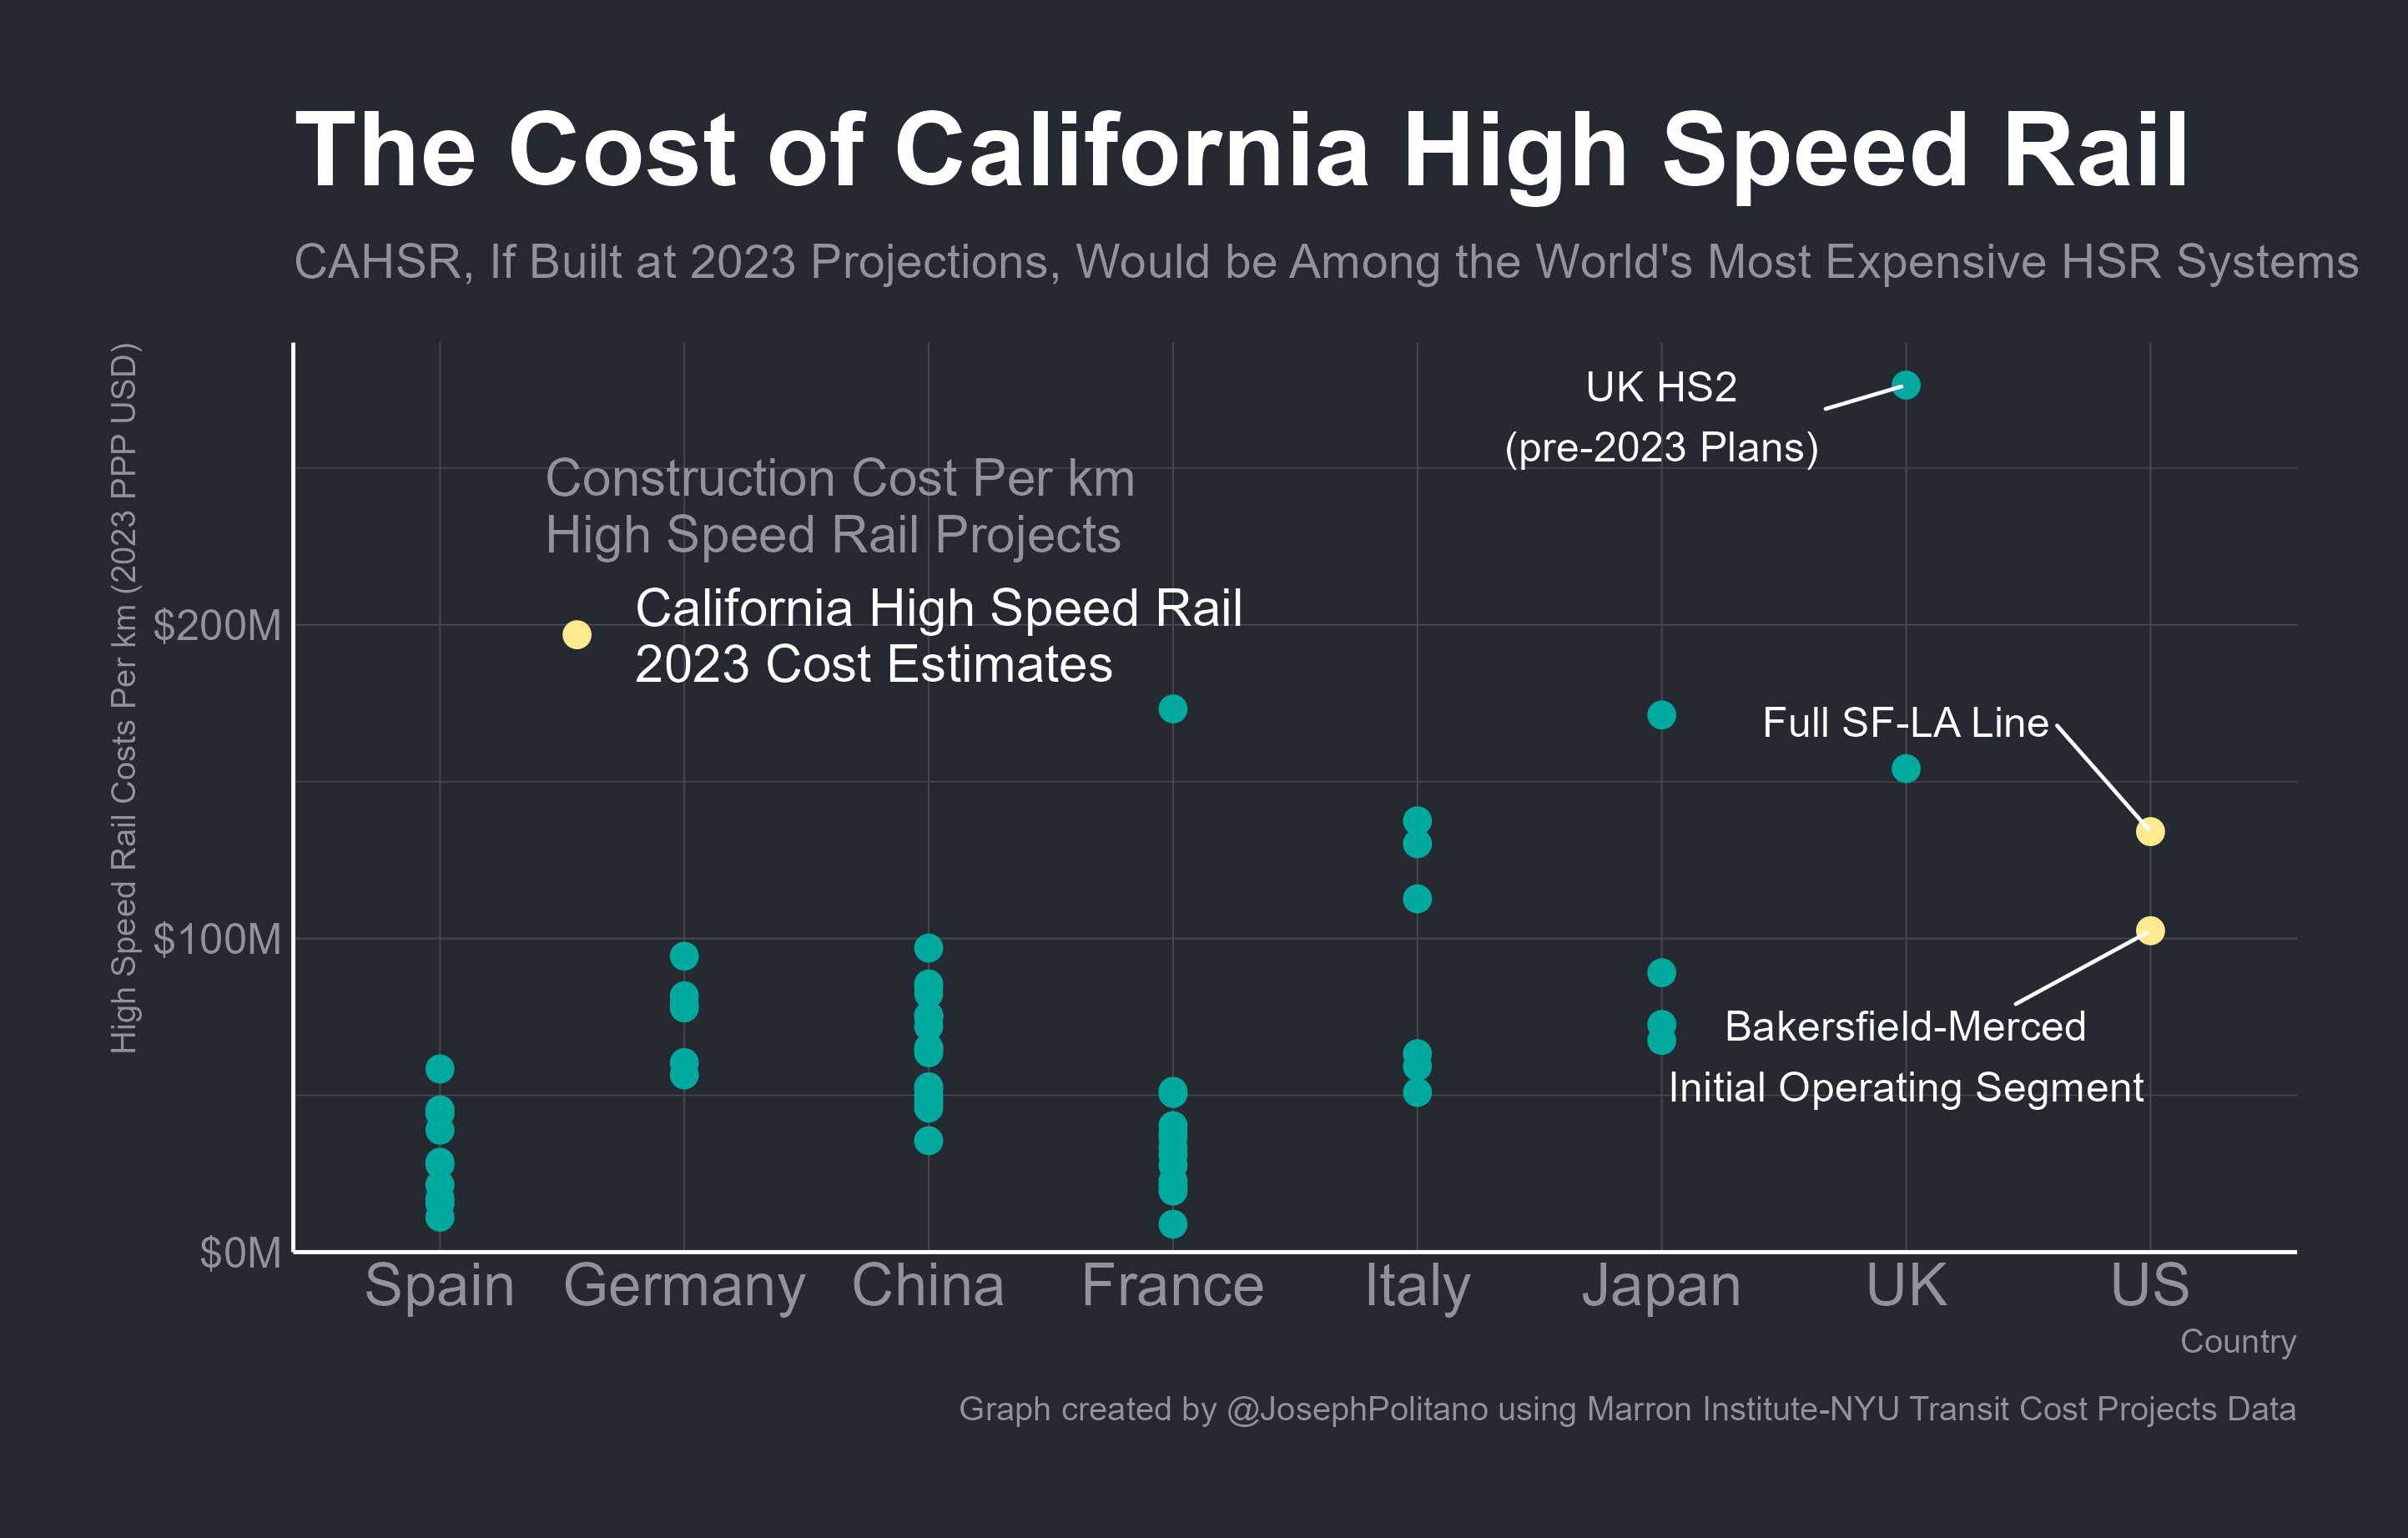 The Cost of California High Speed Rail
CAHSR, If Built at 2023 Projections, Would be Among the World's Most Expensive HSR Systems
High Speed Rail Costs Per km (2023 PPP USD)
UK HS2
(pre-2023 Plans)
Construction Cost Per km
High Speed Rail Projects
California High Speed Rail
2023 Cost Estimates
$200M
Full SF-LA Line
$100M
Bakersfield-Merced
Initial Operating Segment
$0M
Spain Germany China France Italy Japan UK US
Country
Graph created by @JosephPolitano using Marron Institute-NYU Transit Cost Projects Data